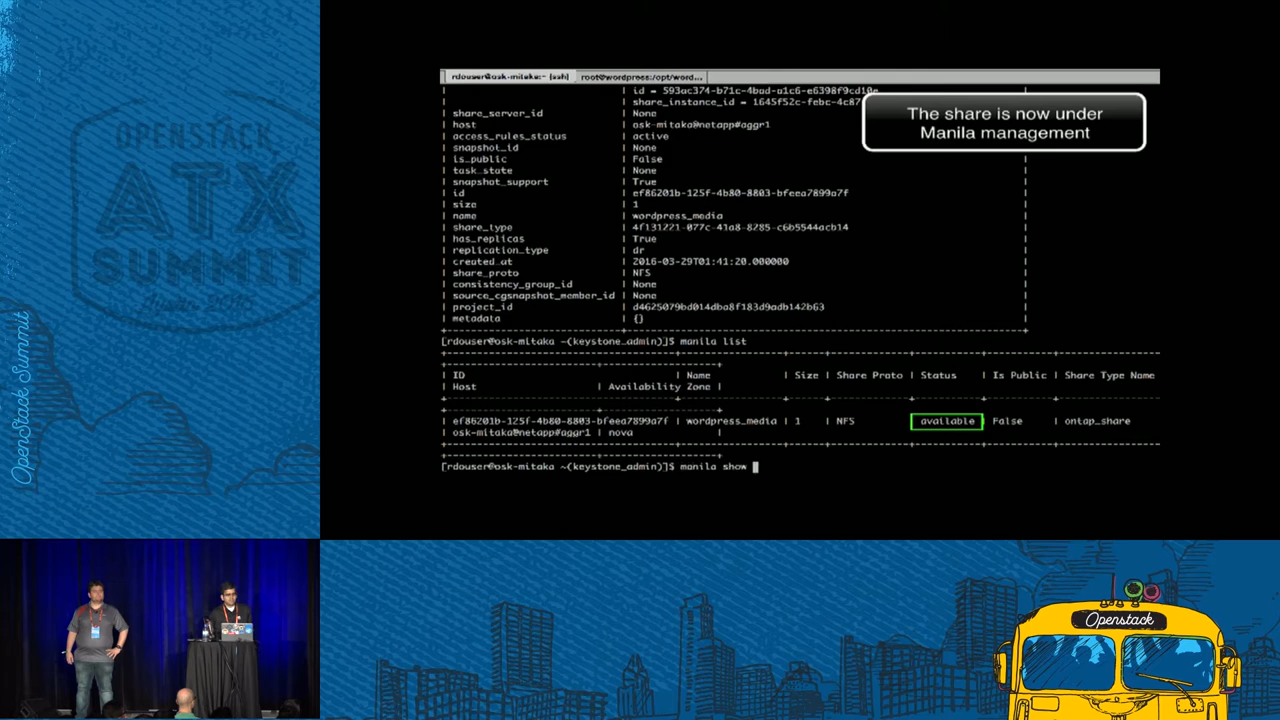 OPENSTACK
ATX
SUMMIT
OpenStack Summit
rdouser@osk-mitaka:~ (ssh)
root@wordpress:/opt/word...
The share is now under
Manila management
| | id = 593ac374-b71c-4bad-a1c6-e6398f9cd10e
| | share_instance_id = 1645f52c-febc-4c87
| share_server_id | None
| host | osk-mitaka@netapp#aggr1
| access_rules_status | active
| snapshot_id | None
| is_public | False
| task_state | None
| snapshot_support | True
| id | ef86201b-125f-4b80-8803-bfeea7899a7f
| size | 1
| name | wordpress_media
| share_type | 4f131221-077c-41a8-8285-c6b5544acb14
| has_replicas | True
| replication_type | dr
| created_at | 2016-03-29T01:41:20.000000
| share_proto | NFS
| consistency_group_id | None
| source_cgsnapshot_member_id | None
| project_id | d4625079bd014dba8f183d9adb142b63
| metadata | {}
[rdouser@osk-mitaka ~(keystone_admin)]$ manila list
| ID | Name | Size | Share Proto | Status | Is Public | Share Type Name
| Host | Availability Zone |
| ef86201b-125f-4b80-8803-bfeea7899a7f | wordpress_media | 1 | NFS | available | False | ontap_share
| osk-mitaka@netapp#aggr1 | nova |
[rdouser@osk-mitaka ~(keystone_admin)]$ manila show
Openstack